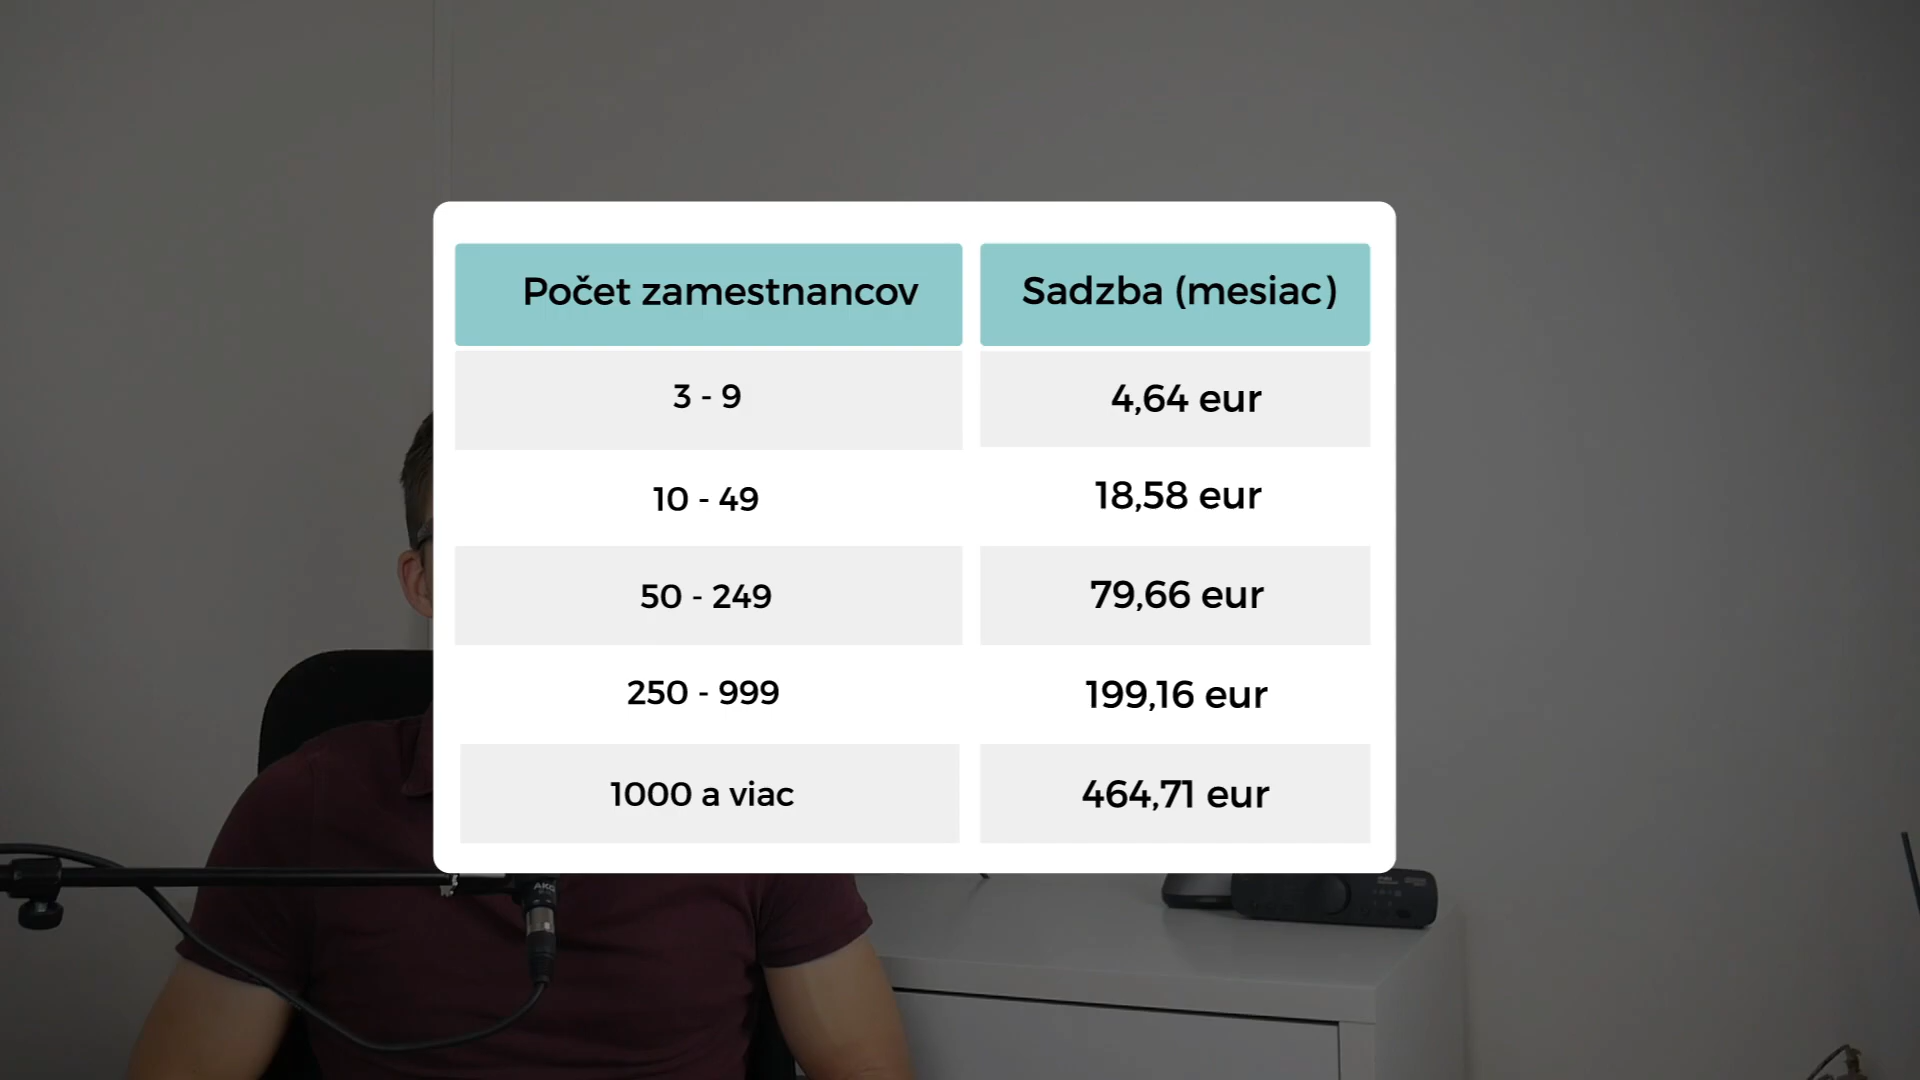 Počet zamestnancov Sadzba (mesiac)
3 - 9 4,64 eur
10 - 49 18,58 eur
50 - 249 79,66 eur
250 - 999 199,16 eur
1000 a viac 464,71 eur
AKG